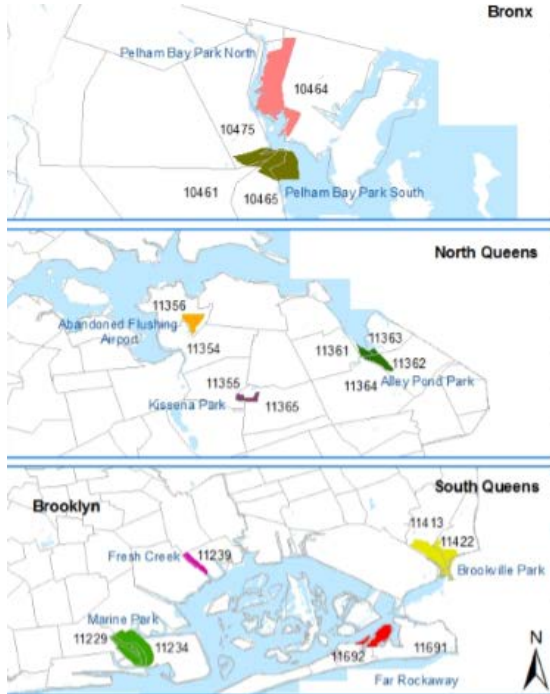 Bronx
Pelham Bay Park North
10464
10475
10461
10465
Pelham Bay Park South
North Queens
11356
Abandoned Flushing
Airport
11354
11363
11361
11362
11364
Alley Pond Park
11355
Kissena Park
11365
Brooklyn
South Queens
11413
11422
Fresh Creek
11239
Brookville Park
Marine Park
11229
11234
11692
11691
Far Rockaway
N